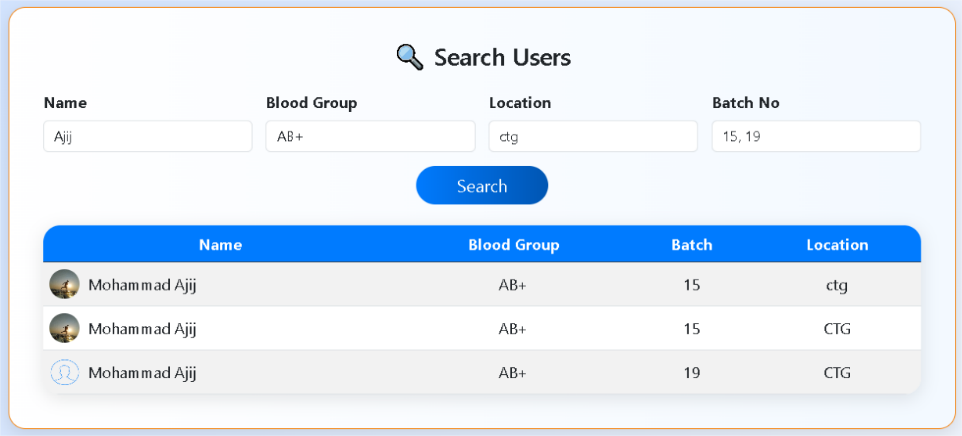 Search Users
Name Blood Group Location Batch No
Ajij AB+ ctg 15, 19
Search
Name Blood Group Batch Location
Mohammad Ajij AB+ 15 ctg
Mohammad Ajij AB+ 15 CTG
Mohammad Ajij AB+ 19 CTG